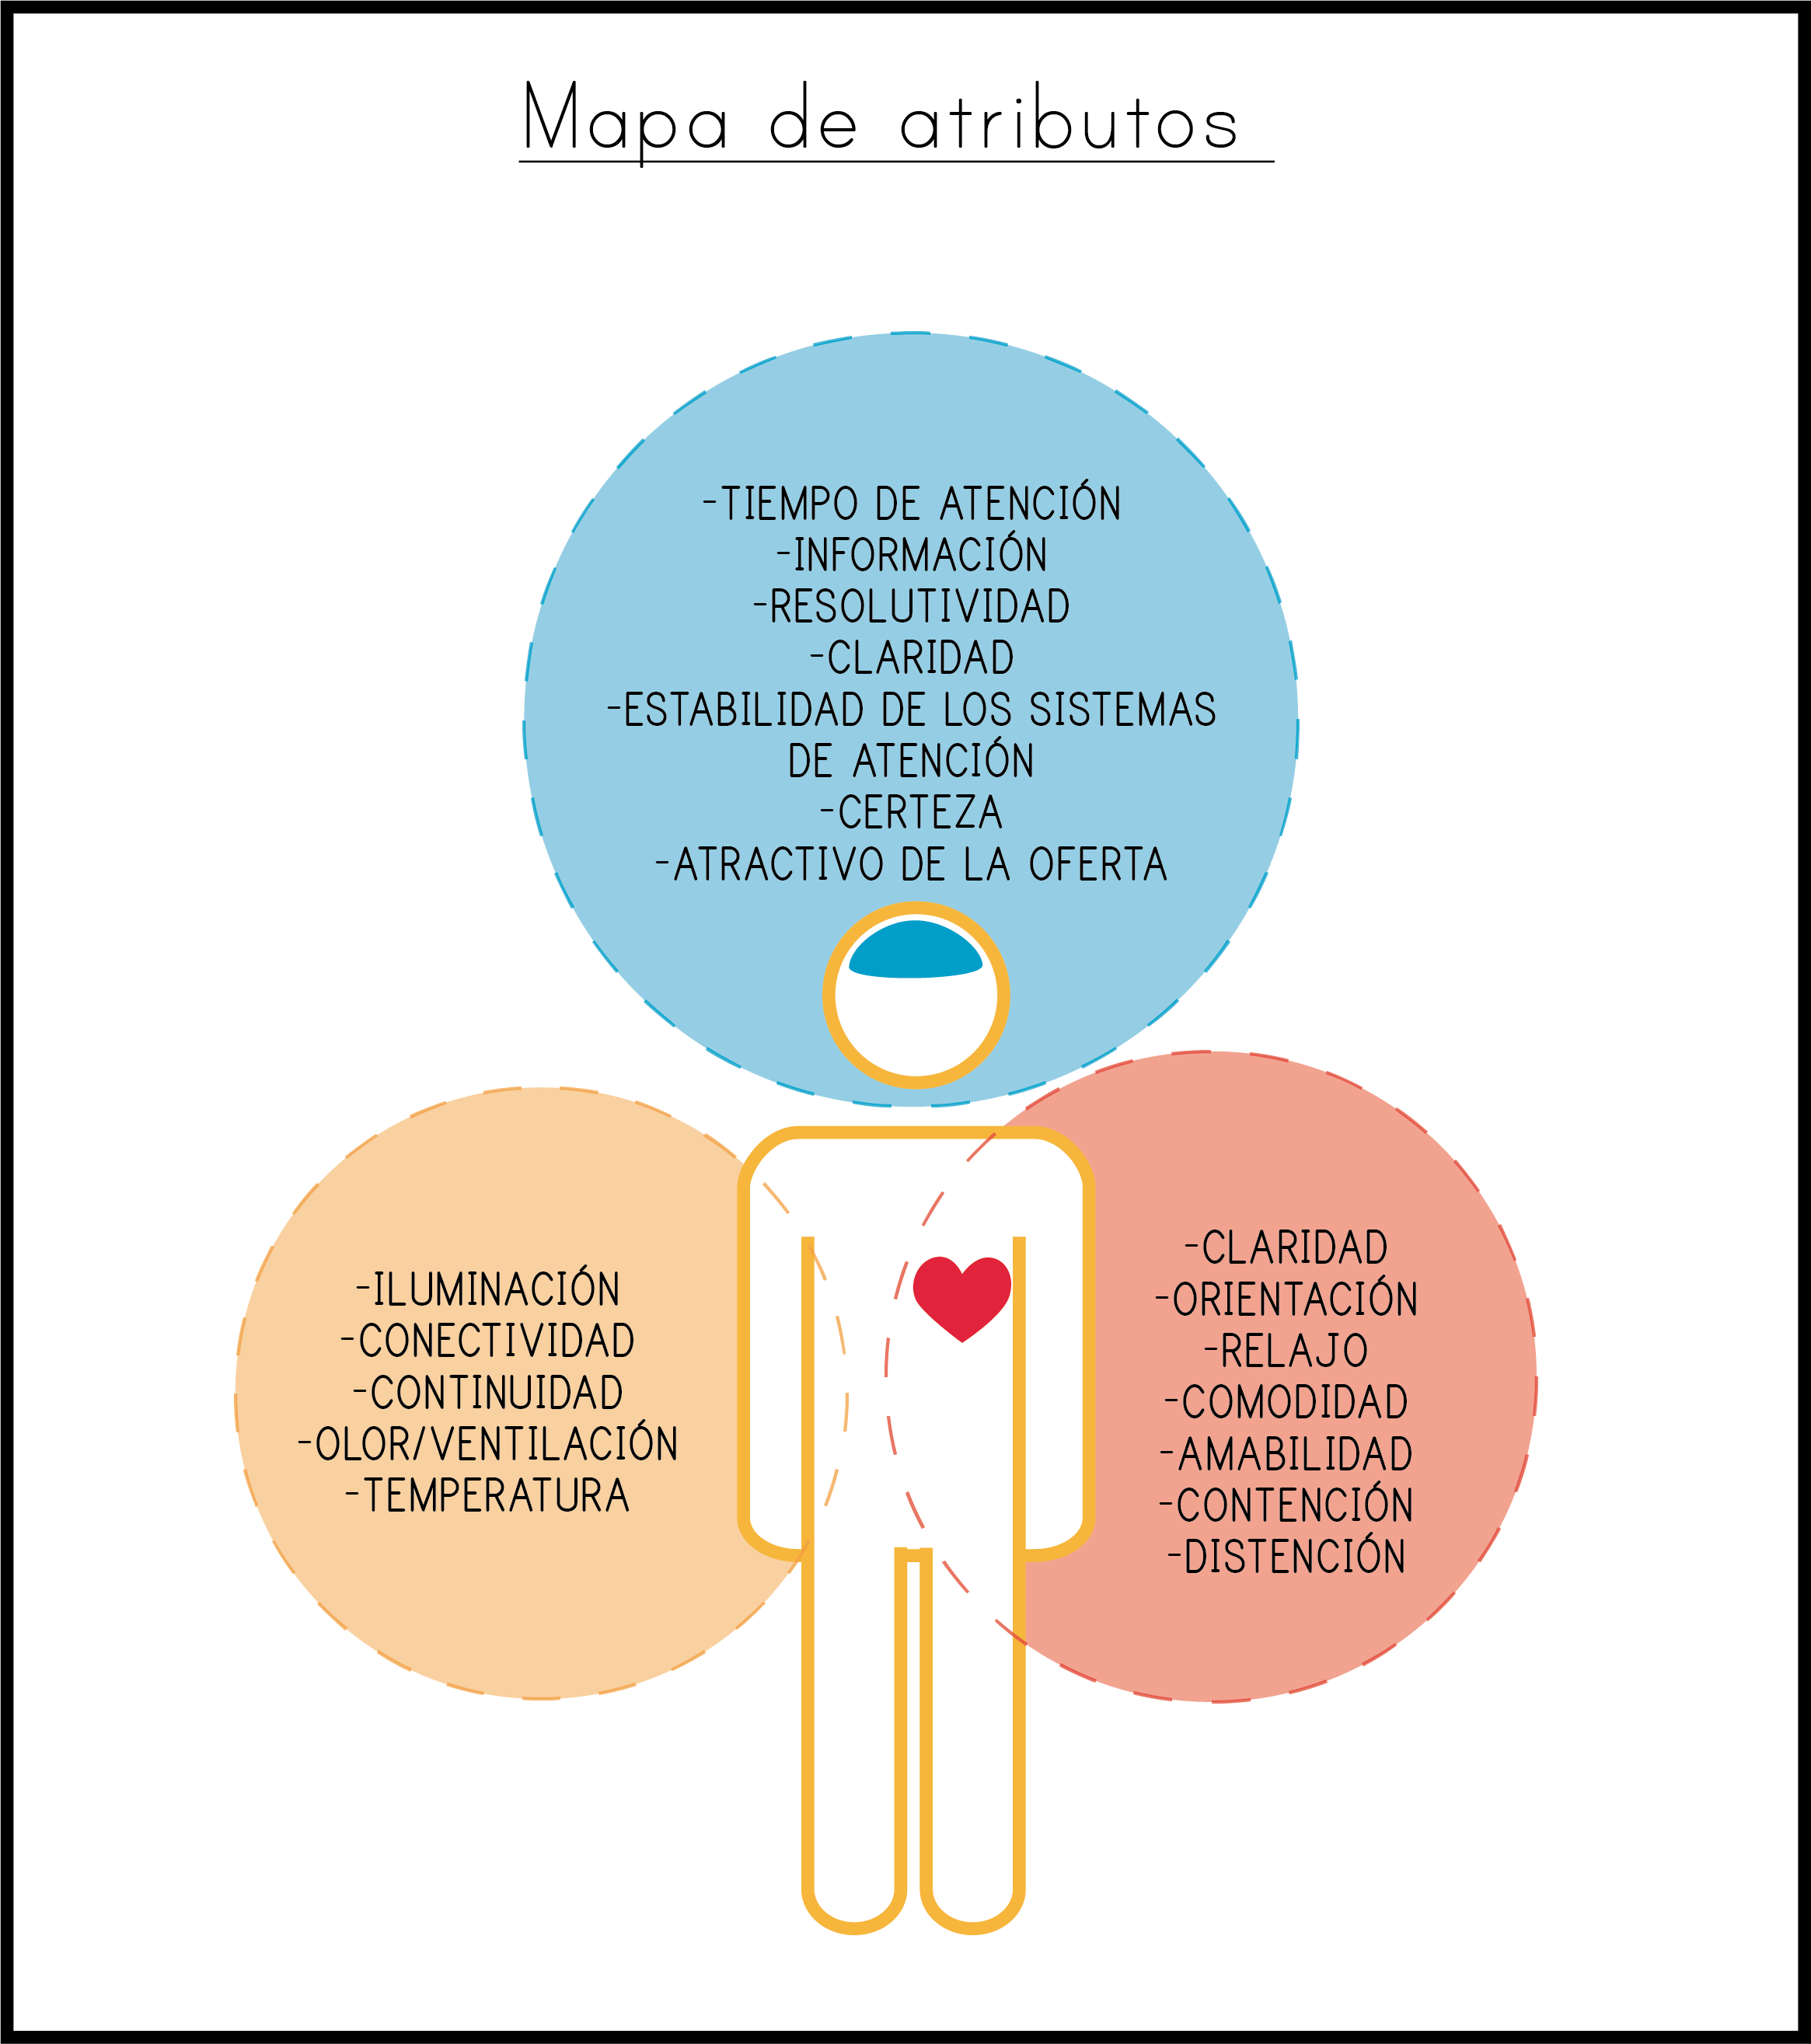 Mapa de atributos
-TIEMPO DE ATENCIÓN
-INFORMACIÓN
-RESOLUTIVIDAD
-CLARIDAD
-ESTABILIDAD DE LOS SISTEMAS
DE ATENCIÓN
-CERTEZA
-ATRACTIVO DE LA OFERTA
-ILUMINACIÓN
-CONECTIVIDAD
-CONTINUIDAD
-OLOR/VENTILACIÓN
-TEMPERATURA
-CLARIDAD
-ORIENTACIÓN
-RELAJO
-COMODIDAD
-AMABILIDAD
-CONTENCIÓN
-DISTENCIÓN